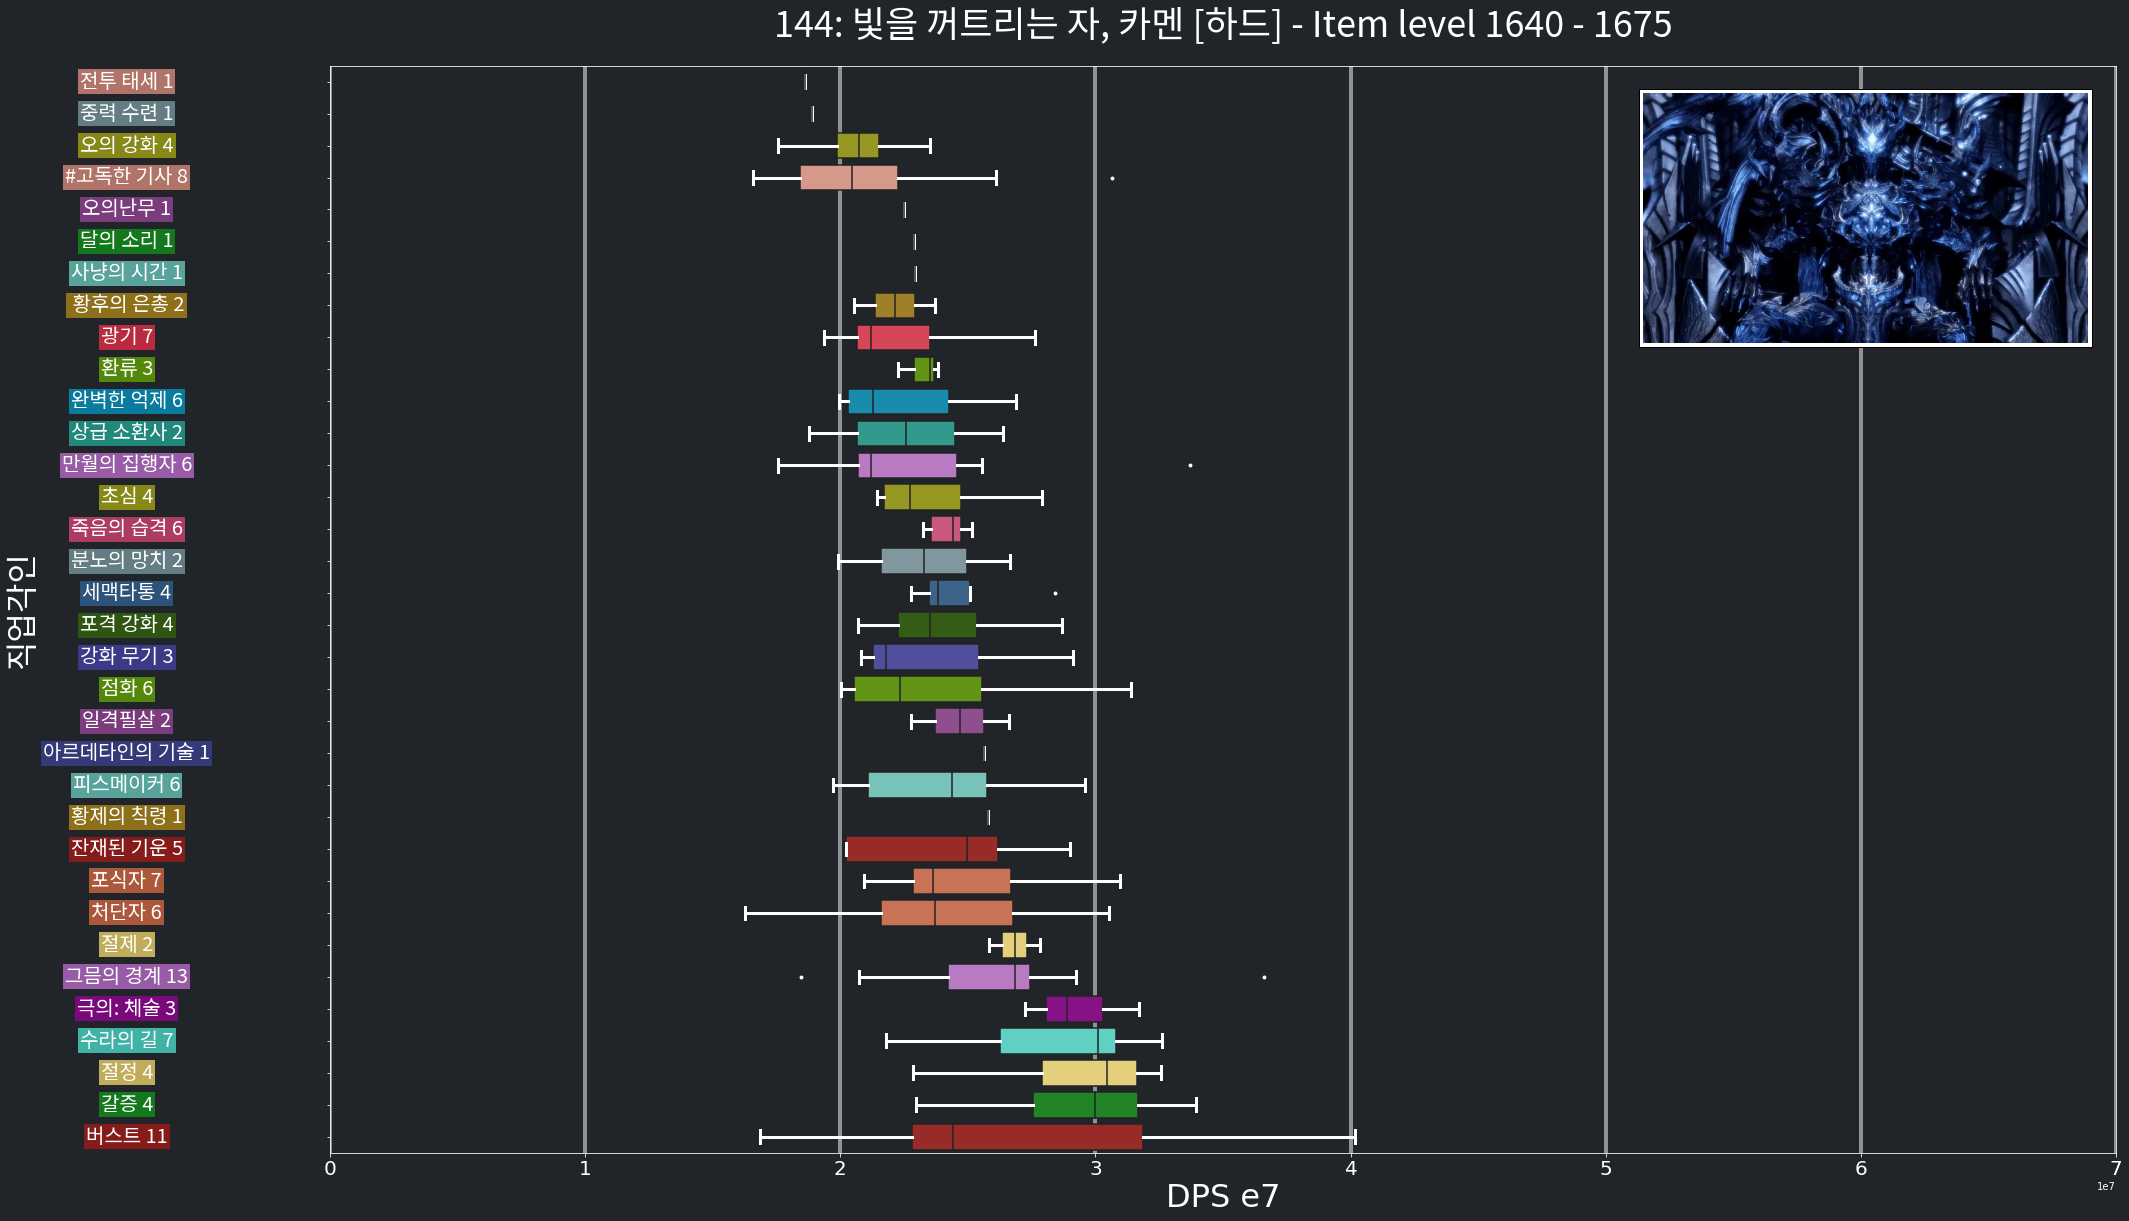 144: 빛을 꺼트리는 자, 카멘 [하드] - Item level 1640 - 1675
직업각인
전투 태세 1
중력 수련 1
오의 강화 4
#고독한 기사 8
오의난무 1
달의 소리 1
사냥의 시간 1
황후의 은총 2
광기 7
환류 3
완벽한 억제 6
상급 소환사 2
만월의 집행자 6
초심 4
죽음의 습격 6
분노의 망치 2
세맥타통 4
포격 강화 4
강화 무기 3
점화 6
일격필살 2
아르데타인의 기술 1
피스메이커 6
황제의 칙령 1
잔재된 기운 5
포식자 7
처단자 6
절제 2
그믐의 경계 13
극의: 체술 3
수라의 길 7
절정 4
갈증 4
버스트 11
0 1 2 3 4 5 6 7
1e7
DPS e7